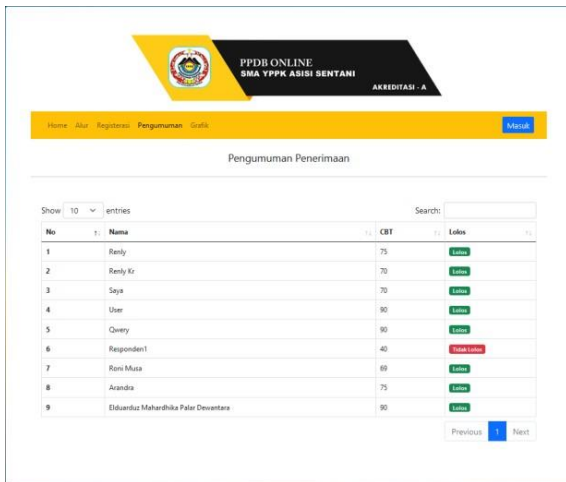 PPDB ONLINE
SMA YPPK ASISI SENTANI
AKREDITASI - A
Home Alur Registerasi Pengumuman Grafik Masuk
Pengumuman Penerimaan
Show 10 entries Search:
No Nama CBT Lolos
1 Renly 75 Lolos
2 Renly Kr 70 Lolos
3 Saya 70 Lolos
4 User 90 Lolos
5 Qwery 90 Lolos
6 Responden1 40 Tidak Lolos
7 Roni Musa 69 Lolos
8 Arandra 75 Lolos
9 Elduarduz Mahardhika Palar Dewantara 90 Lolos
Previous 1 Next